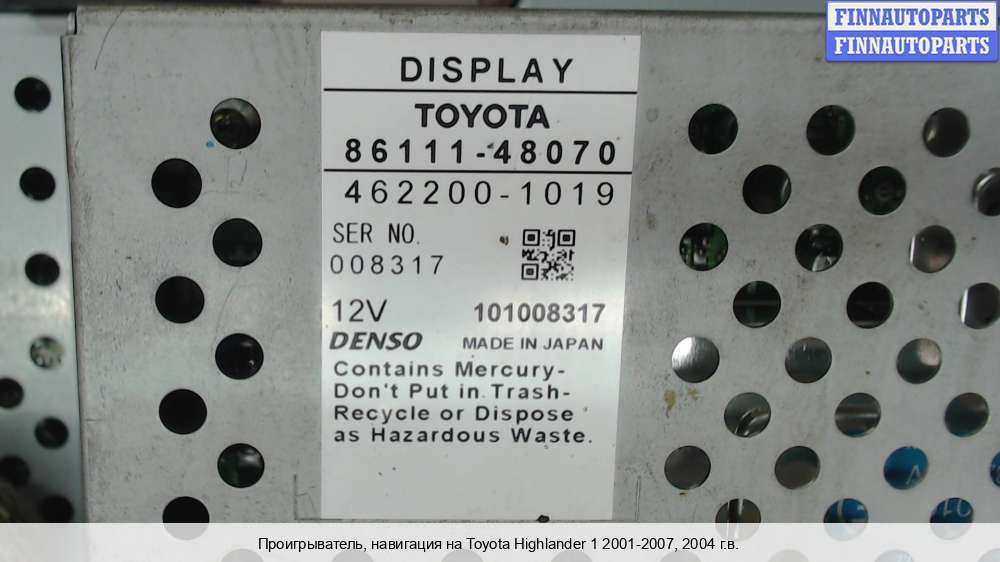 FINNAUTOPARTS
FINNAUTOPARTS
DISPLAY
TOYOTA
86111-48070
462200-1019
SER NO.
008317
12V 101008317
DENSO MADE IN JAPAN
Contains Mercury-
Don't Put in Trash-
Recycle or Dispose
as Hazardous Waste.
Проигрыватель, навигация на Toyota Highlander 1 2001-2007, 2004 г.в.